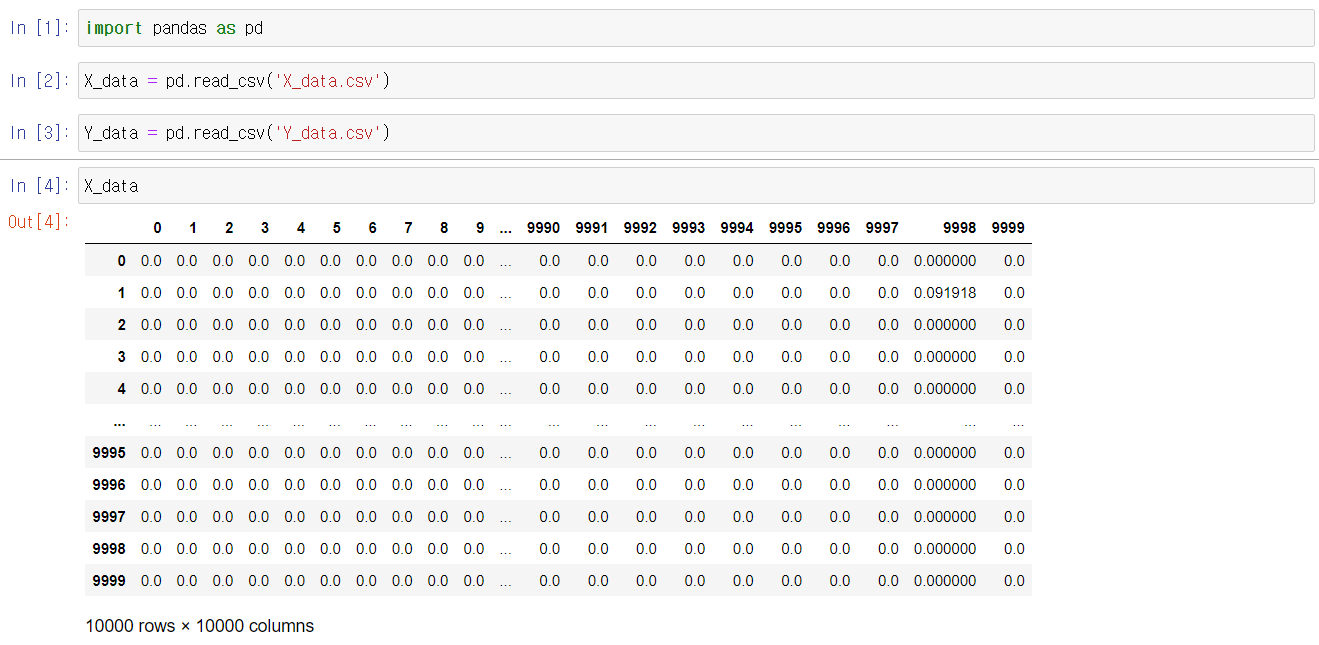 In [1]: import pandas as pd
In [2]: X_data = pd.read_csv('X_data.csv')
In [3]: Y_data = pd.read_csv('Y_data.csv')
In [4]: X_data
Out[4]:
0 1 2 3 4 5 6 7 8 9 ... 9990 9991 9992 9993 9994 9995 9996 9997 9998 9999
0 0.0 0.0 0.0 0.0 0.0 0.0 0.0 0.0 0.0 0.0 ... 0.0 0.0 0.0 0.0 0.0 0.0 0.0 0.0 0.000000 0.0
1 0.0 0.0 0.0 0.0 0.0 0.0 0.0 0.0 0.0 0.0 ... 0.0 0.0 0.0 0.0 0.0 0.0 0.0 0.0 0.091918 0.0
2 0.0 0.0 0.0 0.0 0.0 0.0 0.0 0.0 0.0 0.0 ... 0.0 0.0 0.0 0.0 0.0 0.0 0.0 0.0 0.000000 0.0
3 0.0 0.0 0.0 0.0 0.0 0.0 0.0 0.0 0.0 0.0 ... 0.0 0.0 0.0 0.0 0.0 0.0 0.0 0.0 0.000000 0.0
4 0.0 0.0 0.0 0.0 0.0 0.0 0.0 0.0 0.0 0.0 ... 0.0 0.0 0.0 0.0 0.0 0.0 0.0 0.0 0.000000 0.0
... ... ... ... ... ... ... ... ... ... ... ... ... ... ... ... ... ... ... ... ... ...
9995 0.0 0.0 0.0 0.0 0.0 0.0 0.0 0.0 0.0 0.0 ... 0.0 0.0 0.0 0.0 0.0 0.0 0.0 0.0 0.000000 0.0
9996 0.0 0.0 0.0 0.0 0.0 0.0 0.0 0.0 0.0 0.0 ... 0.0 0.0 0.0 0.0 0.0 0.0 0.0 0.0 0.000000 0.0
9997 0.0 0.0 0.0 0.0 0.0 0.0 0.0 0.0 0.0 0.0 ... 0.0 0.0 0.0 0.0 0.0 0.0 0.0 0.0 0.000000 0.0
9998 0.0 0.0 0.0 0.0 0.0 0.0 0.0 0.0 0.0 0.0 ... 0.0 0.0 0.0 0.0 0.0 0.0 0.0 0.0 0.000000 0.0
9999 0.0 0.0 0.0 0.0 0.0 0.0 0.0 0.0 0.0 0.0 ... 0.0 0.0 0.0 0.0 0.0 0.0 0.0 0.0 0.000000 0.0
10000 rows × 10000 columns